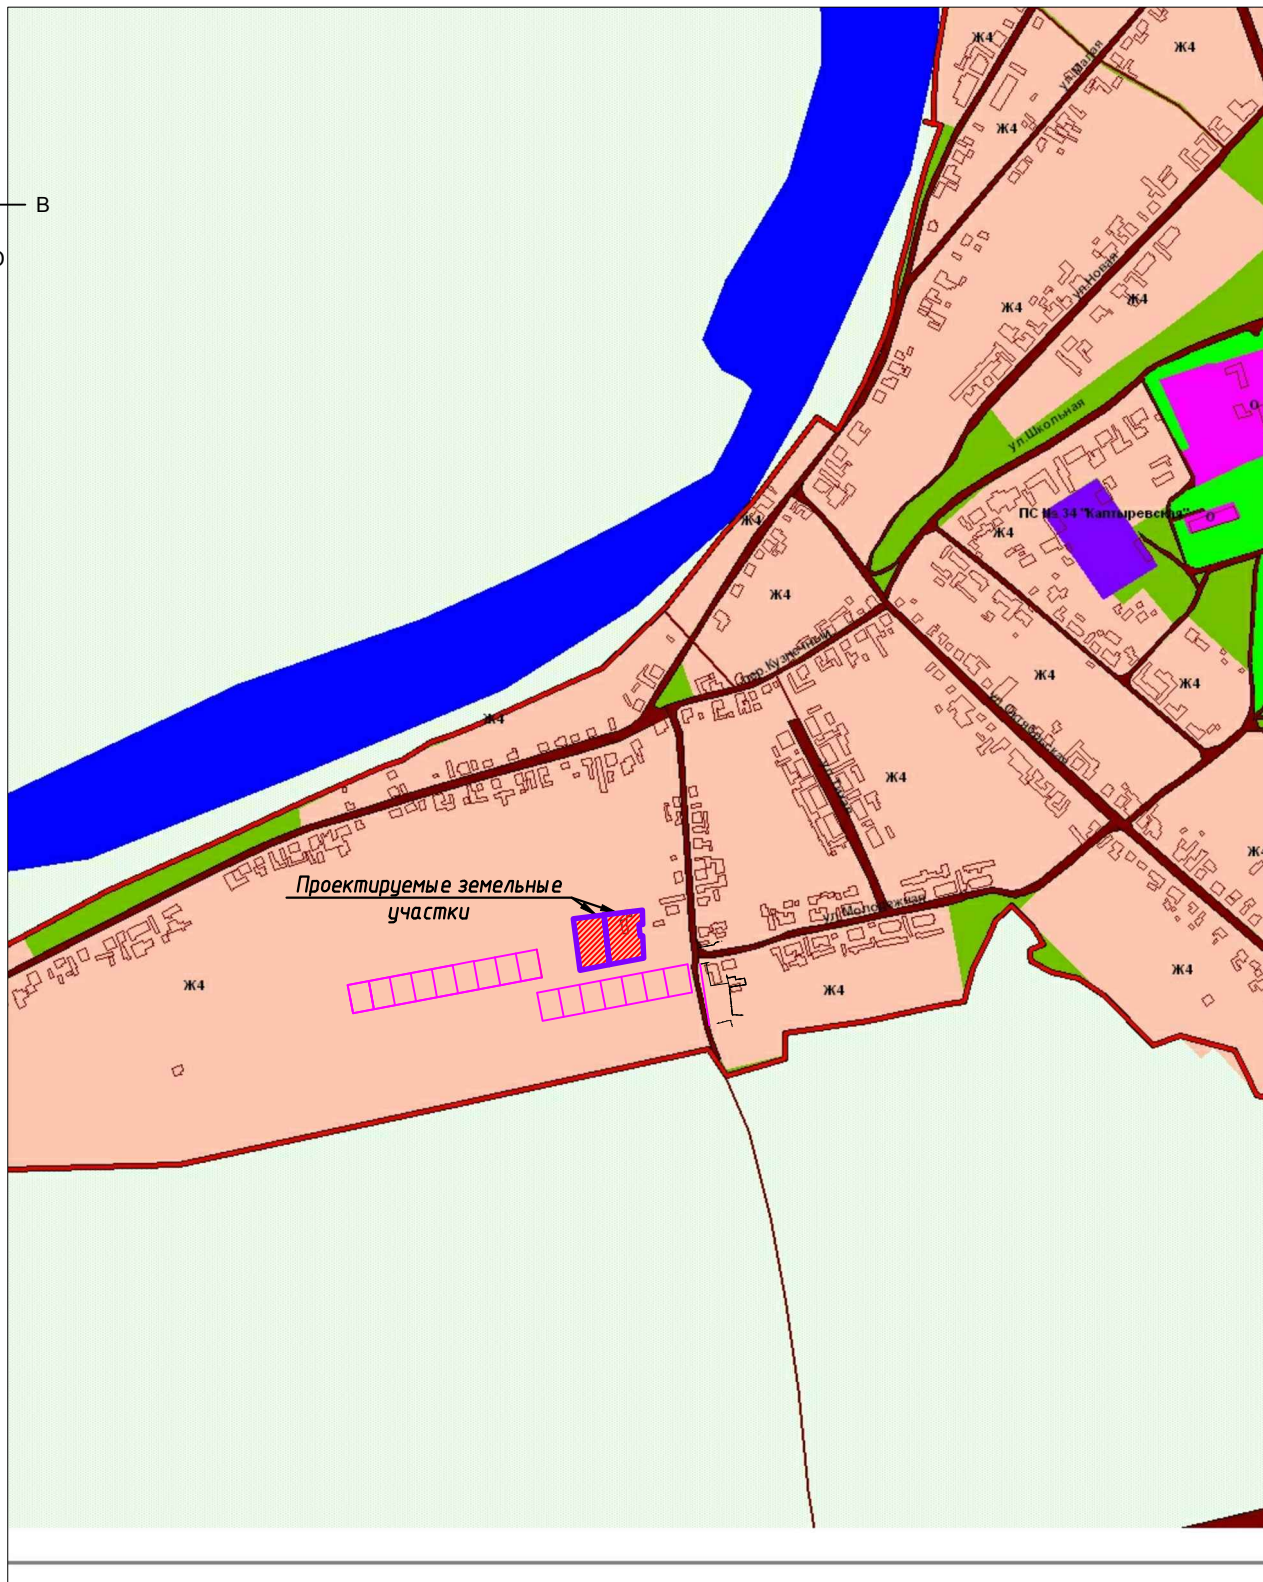 Ж4
Ж4
ул.Малая
Ж4
В
Ж4
ул.Новая
Ж4
ул.Школьная
О
ПС № 34 "Каптыревская"
О
Ж4
Ж4
Ж4
пер.Кузнечный
Ж4
Ж4
Ж4
ул.Октябрьская
Ж4
Ж4
Проектируемые земельные
участки
ул.Молодежная
Ж4
Ж4
Ж4